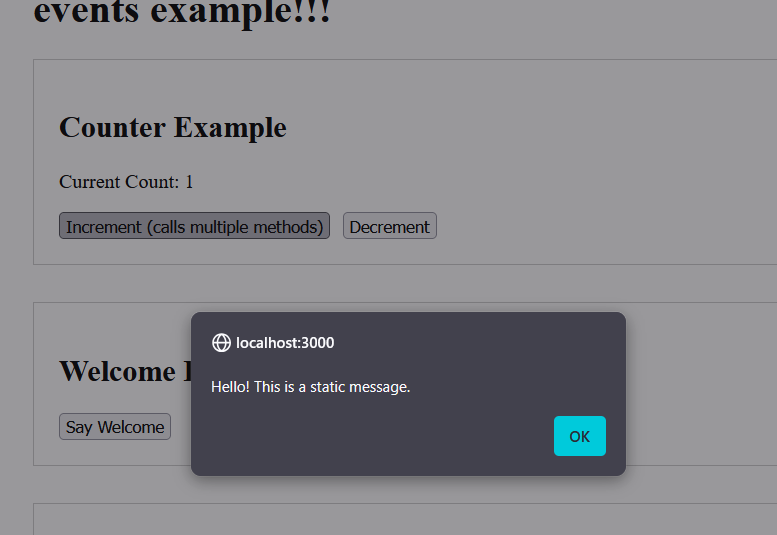 events example!!!
Counter Example
Current Count: 1
Increment (calls multiple methods) Decrement
Welcome
Say Welcome
localhost:3000
Hello! This is a static message.
OK